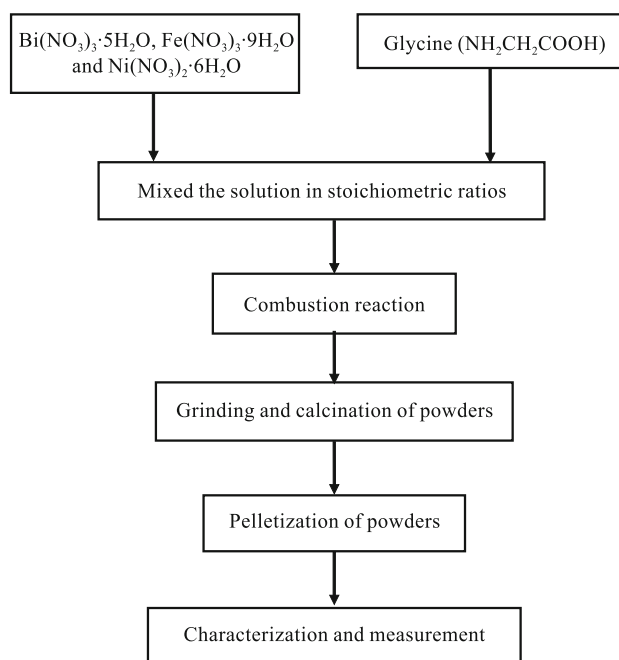 Bi(NO₃)₃·5H₂O, Fe(NO₃)₃·9H₂O
and Ni(NO₃)₂·6H₂O
Glycine (NH₂CH₂COOH)
Mixed the solution in stoichiometric ratios
Combustion reaction
Grinding and calcination of powders
Pelletization of powders
Characterization and measurement